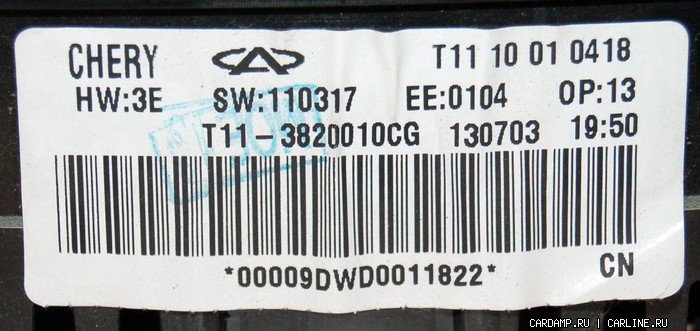 CHERY T11 10 01 0418
HW:3E SW:110317 EE:0104 OP:13
T11-3820010CG 130703 19:50
*00009DWD0011822* CN
CARDAMP.RU | CARLINE.RU